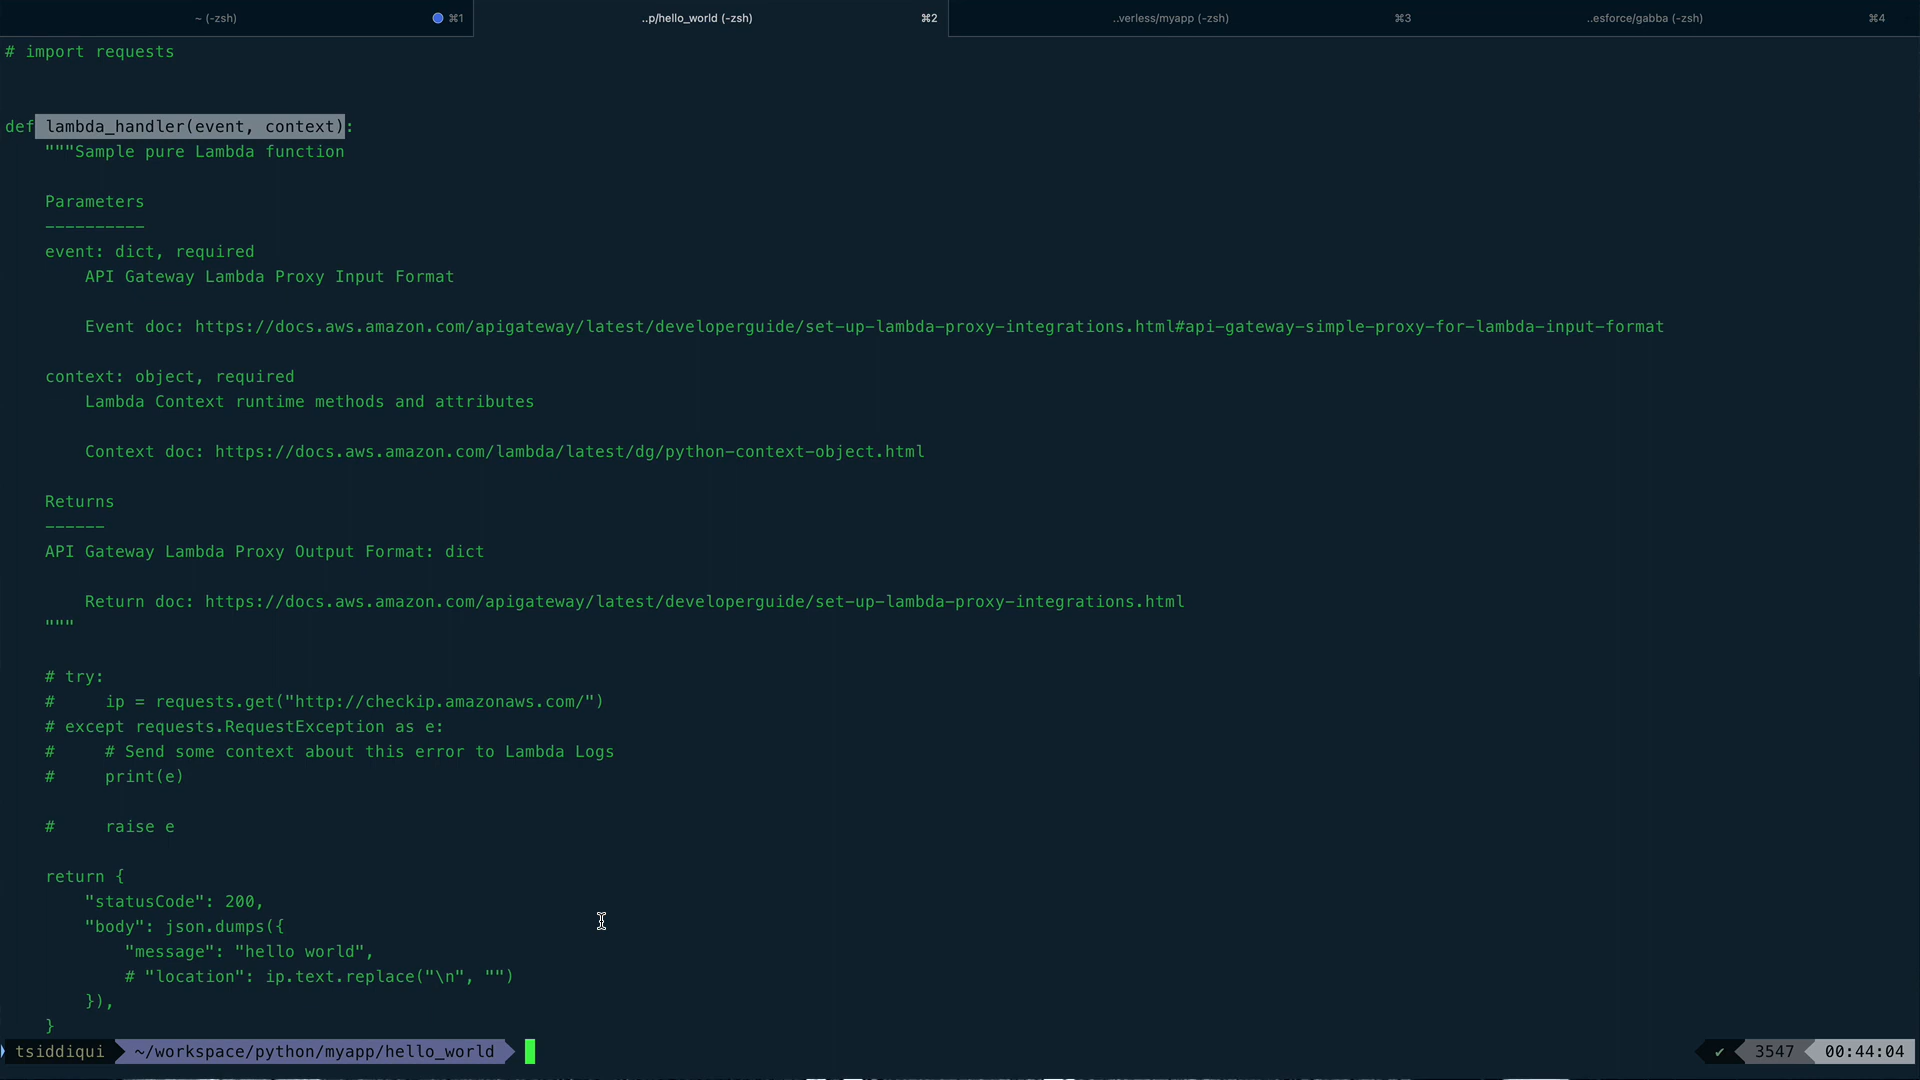 ~ (-zsh) ⌘1 ..p/hello_world (-zsh) ⌘2 ..verless/myapp (-zsh) ⌘3 ..esforce/gabba (-zsh) ⌘4
# import requests
def lambda_handler(event, context):
    """Sample pure Lambda function
    Parameters
    ----------
    event: dict, required
        API Gateway Lambda Proxy Input Format
        Event doc: https://docs.aws.amazon.com/apigateway/latest/developerguide/set-up-lambda-proxy-integrations.html#api-gateway-simple-proxy-for-lambda-input-format
    context: object, required
        Lambda Context runtime methods and attributes
        Context doc: https://docs.aws.amazon.com/lambda/latest/dg/python-context-object.html
    Returns
    ------
    API Gateway Lambda Proxy Output Format: dict
        Return doc: https://docs.aws.amazon.com/apigateway/latest/developerguide/set-up-lambda-proxy-integrations.html
    """
    # try:
    #     ip = requests.get("http://checkip.amazonaws.com/")
    # except requests.RequestException as e:
    #     # Send some context about this error to Lambda Logs
    #     print(e)
    #     raise e
    return {
        "statusCode": 200,
        "body": json.dumps({
            "message": "hello world",
            # "location": ip.text.replace("\n", "")
        }),
    }
tsiddiqui ~/workspace/python/myapp/hello_world ✔ 3547 00:44:04